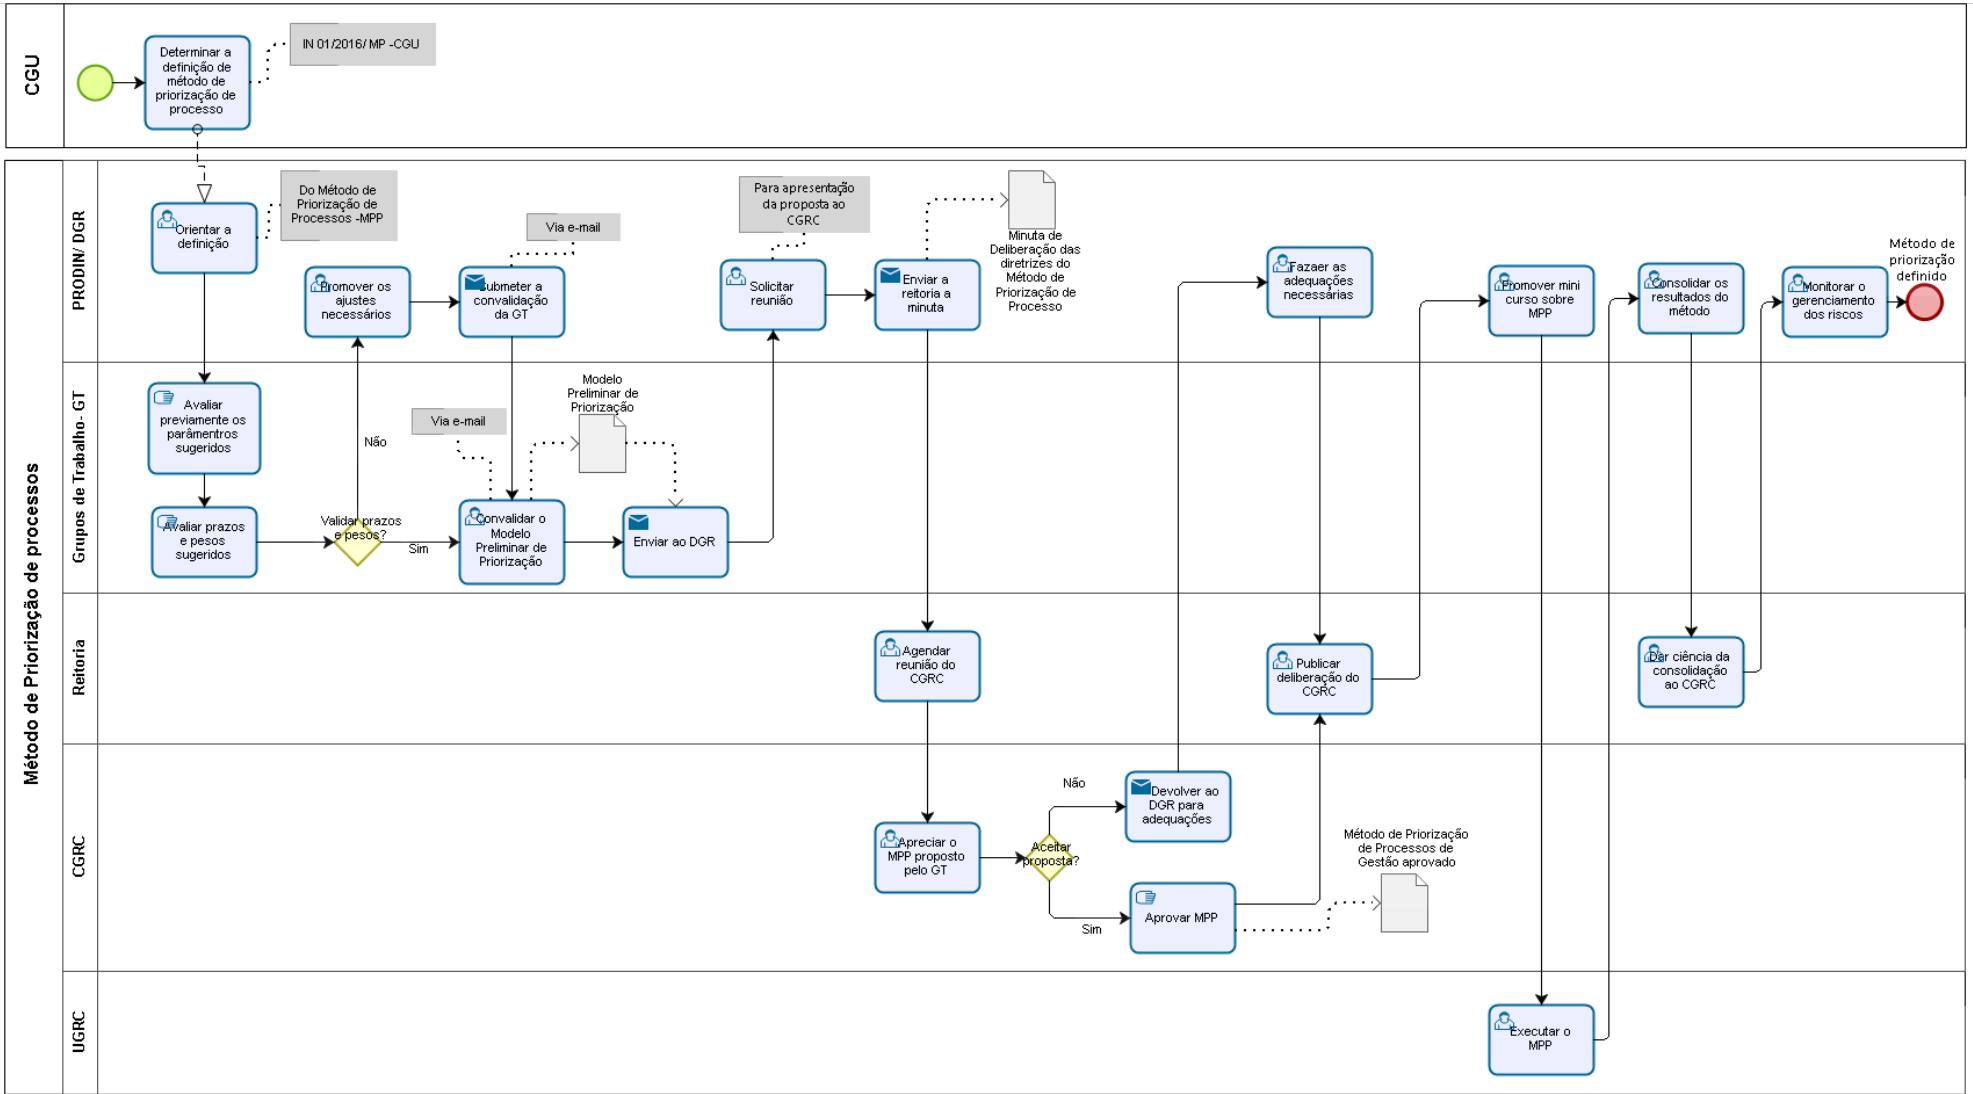 CGU
Determinar a
definição de
método de
priorização de
processo
IN 01/2016/ MP -CGU
Método de Priorização de processos
PRODIN/ DGR
Orientar a
definição
Do Método de
Priorização de
Processos -MPP
Promover os
ajustes
necessários
Submeter a
convalidação
da GT
Via e-mail
Solicitar
reunião
Para apresentação
da proposta ao
CGRC
Enviar a
reitoria a
minuta
Minuta de
Deliberação das
diretrizes do
Método de
Priorização de
Processo
Fazaer as
adequações
necessárias
Promover mini
curso sobre
MPP
Consolidar os
resultados do
método
Monitorar o
gerenciamento
dos riscos
Método de
priorização
definido
Grupos de Trabalho- GT
Avaliar
previamente os
parâmentros
sugeridos
Avaliar prazos
e pesos
sugeridos
Validar prazos
e pesos?
Não
Sim
Via e-mail
Convalidar o
Modelo
Preliminar de
Priorização
Modelo
Preliminar de
Priorização
Enviar ao DGR
Reitoria
Agendar
reunião do
CGRC
Publicar
deliberação do
CGRC
Dar ciência da
consolidação
ao CGRC
CGRC
Apreciar o
MPP proposto
pelo GT
Aceitar
proposta?
Não
Sim
Devolver ao
DGR para
adequações
Aprovar MPP
Método de Priorização
de Processos de
Gestão aprovado
UGRC
Executar o
MPP